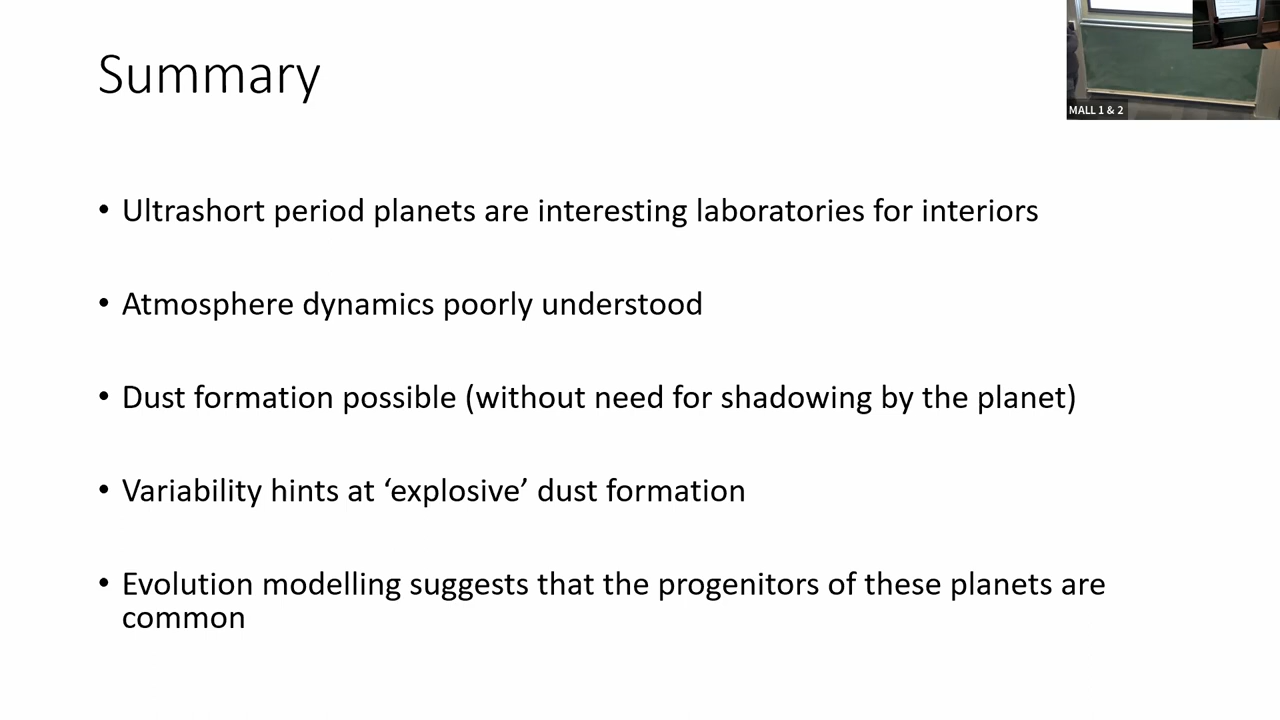 Summary
MALL 1 & 2
• Ultrashort period planets are interesting laboratories for interiors
• Atmosphere dynamics poorly understood
• Dust formation possible (without need for shadowing by the planet)
• Variability hints at ‘explosive’ dust formation
• Evolution modelling suggests that the progenitors of these planets are
common